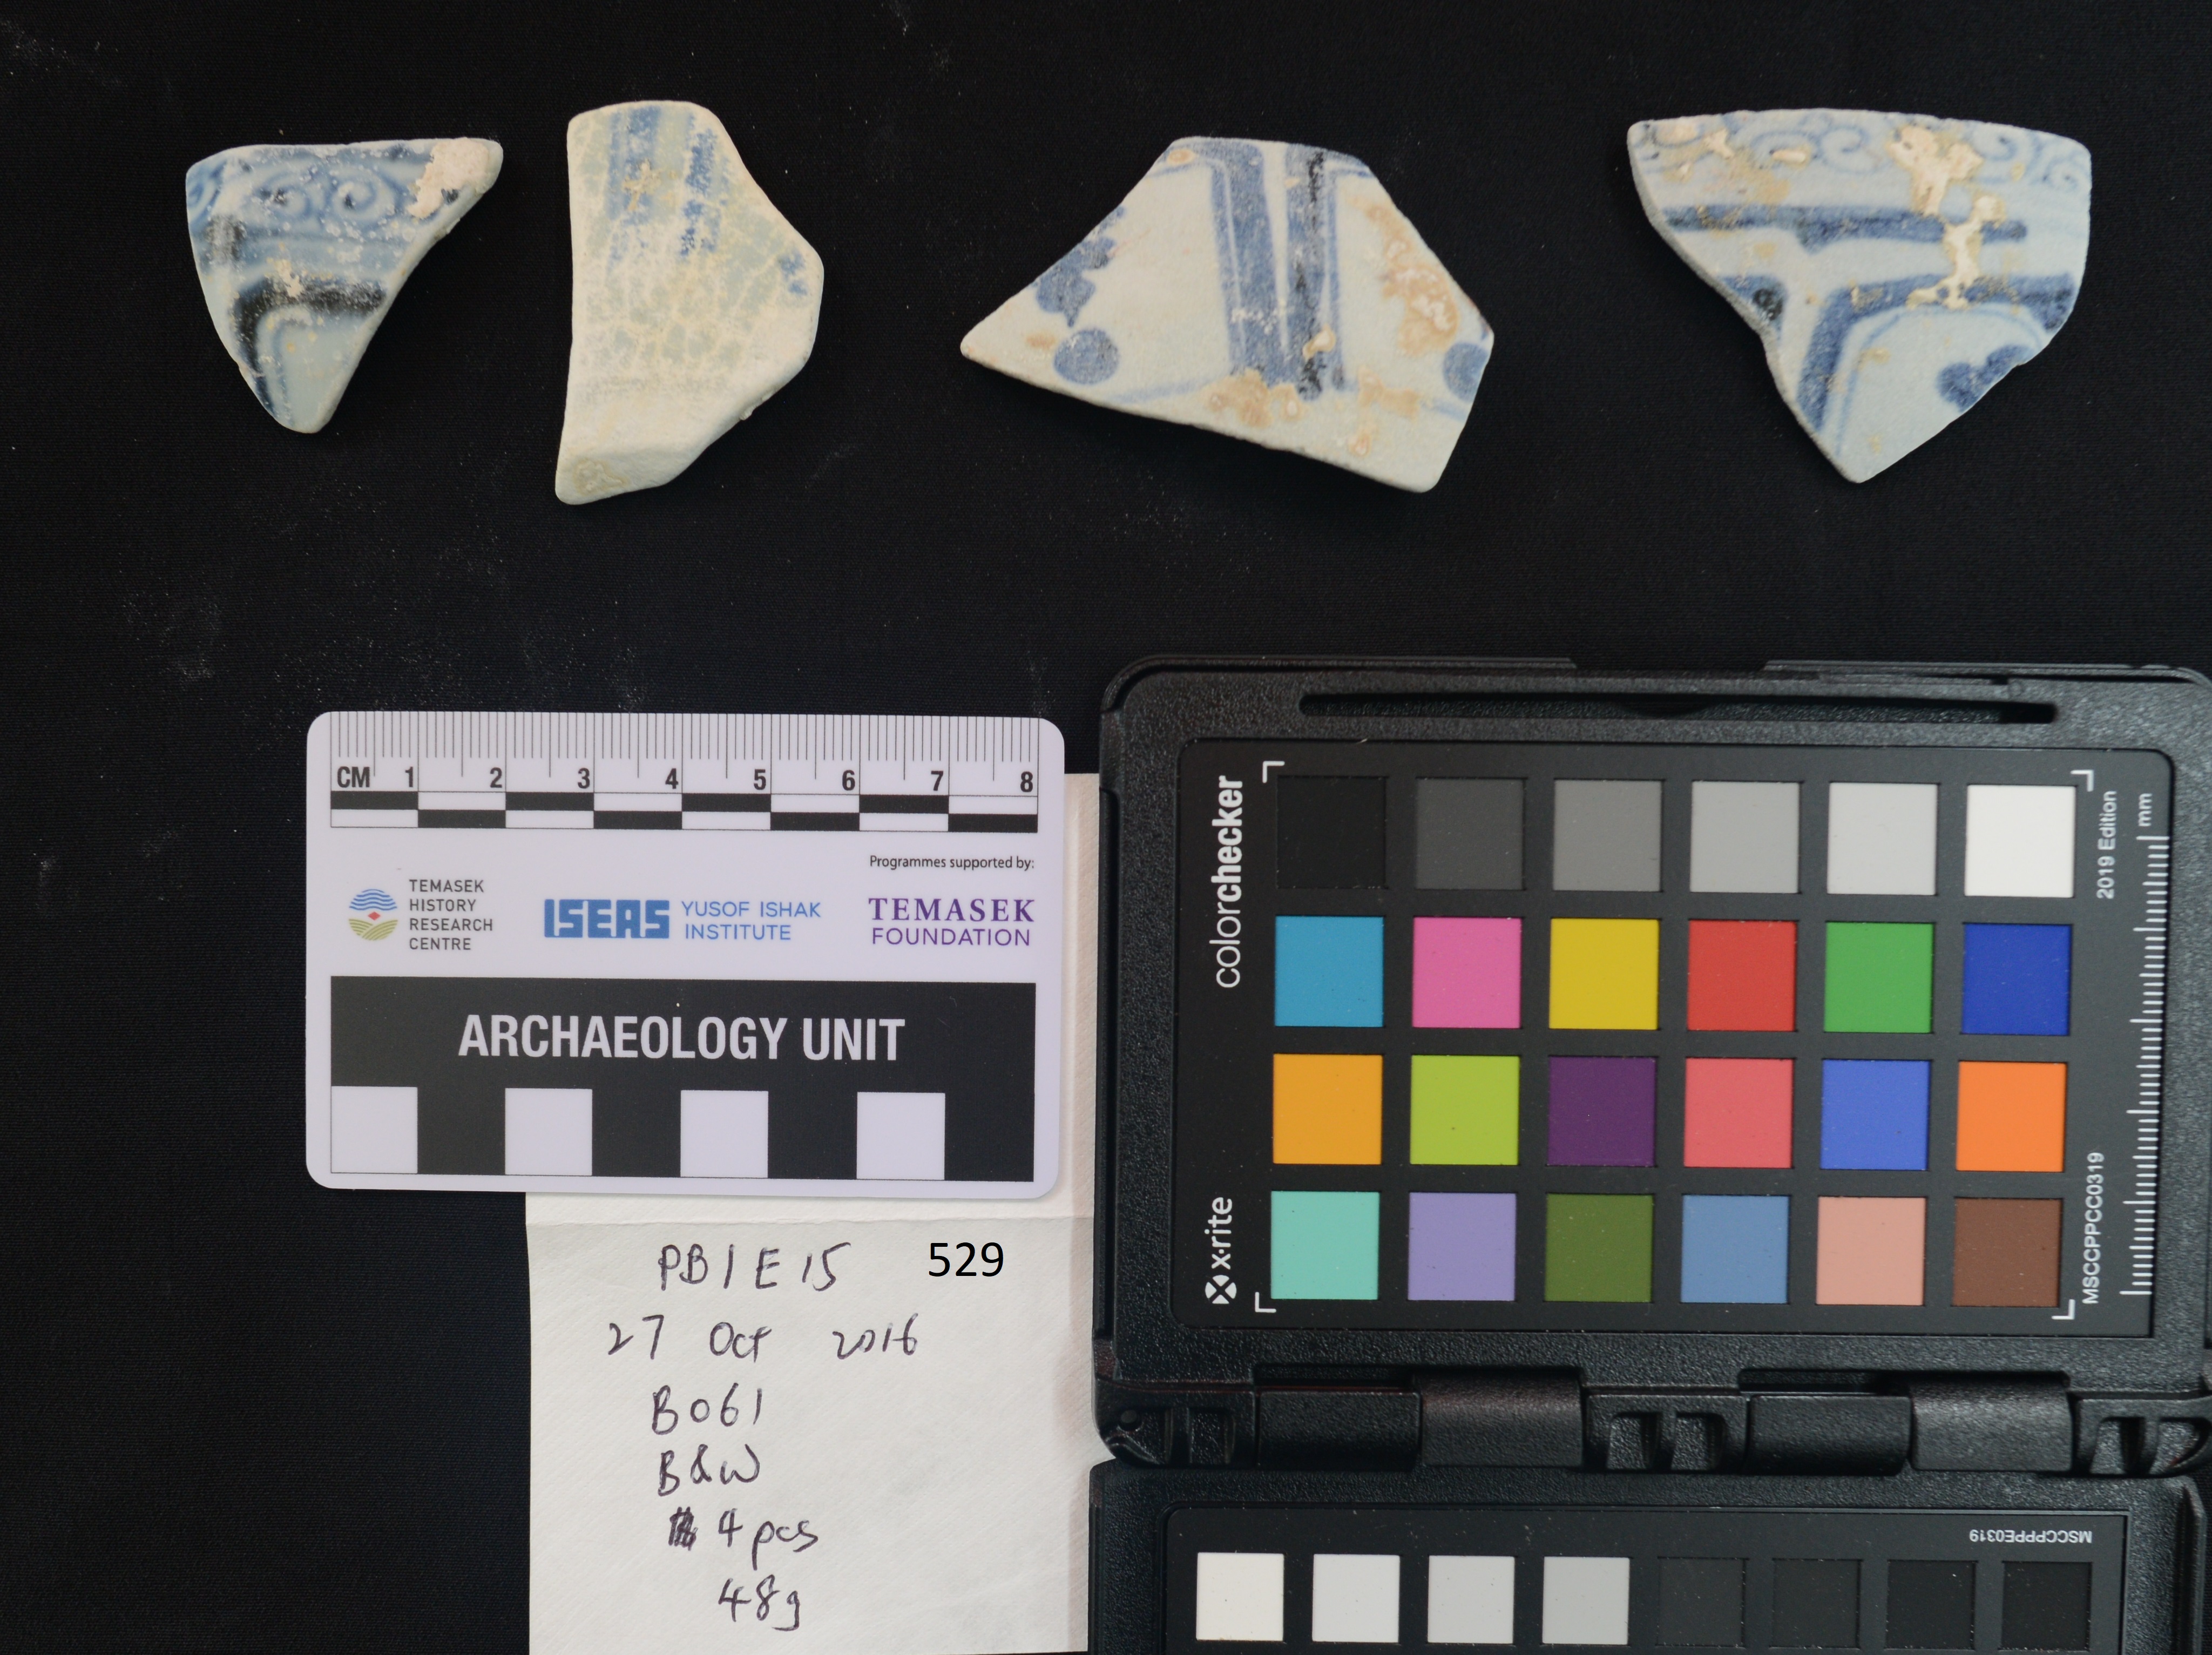 CM 1 2 3 4 5 6 7 8
Programmes supported by:
TEMASEK
HISTORY
RESEARCH
CENTRE
ISEAS
YUSOF ISHAK
INSTITUTE
TEMASEK
FOUNDATION
ARCHAEOLOGY UNIT
PB1E15
529
27 Oct 2016
B061
B&W
4 pcs
48g
colorchecker
x·rite
2019 Edition
mm
MSCCPPCC0319
MSCCPPPE0319